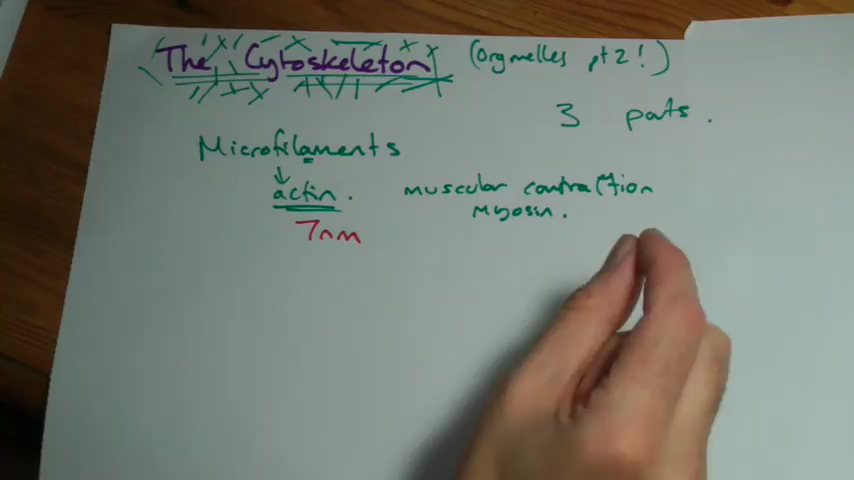 The Cytoskeleton (Organelles pt 2!)
3 parts.
Microfilaments
actin. muscular contraction
myosin.
7nm